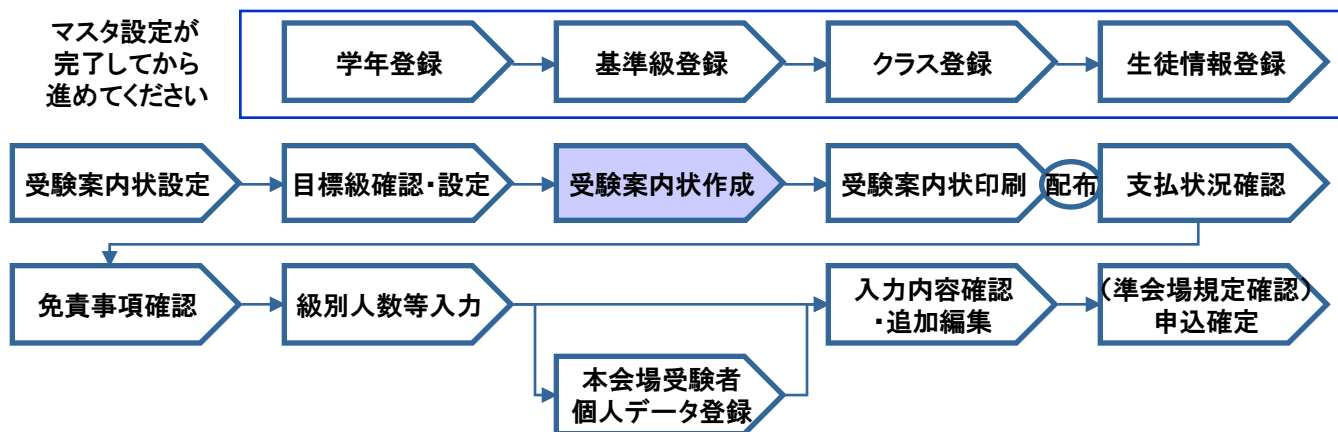 マスタ設定が
完了してから
進めてください
学年登録
基準級登録
クラス登録
生徒情報登録
受験案内状設定
目標級確認・設定
受験案内状作成
受験案内状印刷
配布
支払状況確認
免責事項確認
級別人数等入力
入力内容確認
・追加編集
(準会場規定確認)
申込確定
本会場受験者
個人データ登録